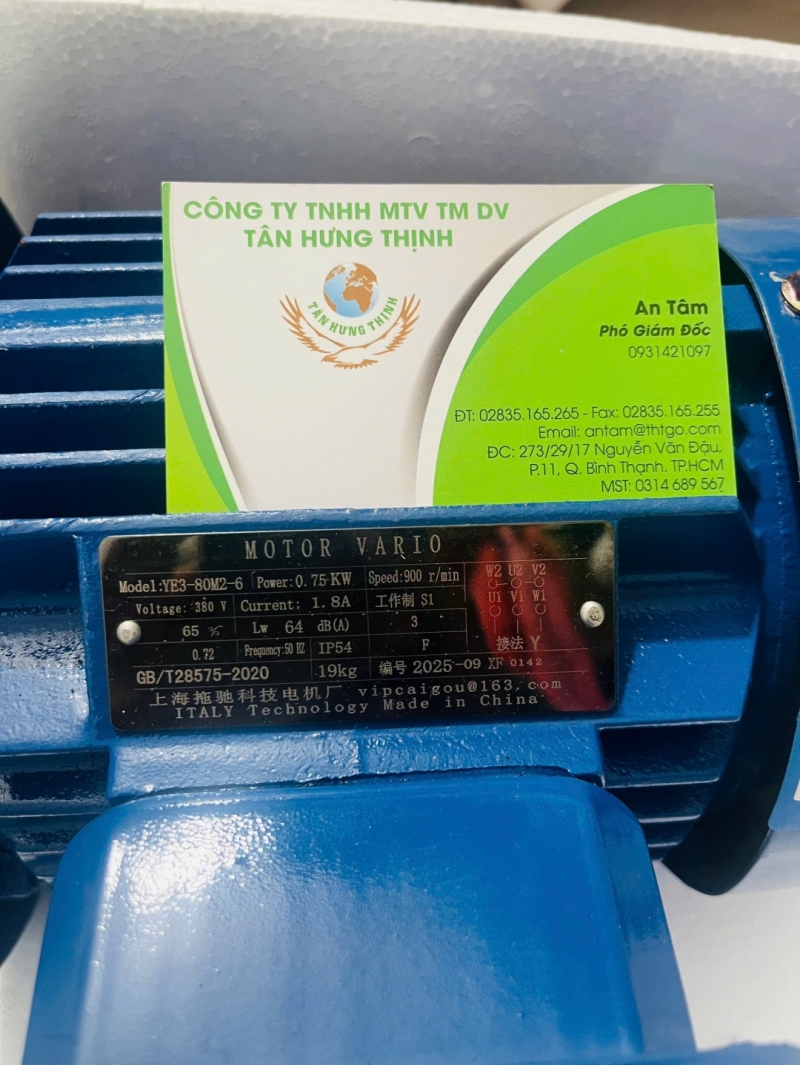 CÔNG TY TNHH MTV TM DV
TÂN HƯNG THỊNH
TÂN HƯNG THỊNH
An Tâm
Phó Giám Đốc
0931421097
ĐT: 02835.165.265 - Fax: 02835.165.255
Email: antam@thtgo.com
ĐC: 273/29/17 Nguyễn Văn Đậu.
P.11, Q. Bình Thạnh. TP.HCM
MST: 0314 689 567
MOTOR VARIO
Model:YE3-80M2-6 Power:0.75 KW Speed:900 r/min W2 U2 V2
Voltage: 380 V Current: 1.8A 工作制 S1 U1 V1 W1
65 % Lw 64 dB(A) 3
0.72 Frequency:50 HZ IP54 F 接法 Y
GB/T28575-2020 19kg 编号 2025-09 XF 0142
上海拖驰科技电机厂 vipcaigou@163.com
ITALY Technology Made in China